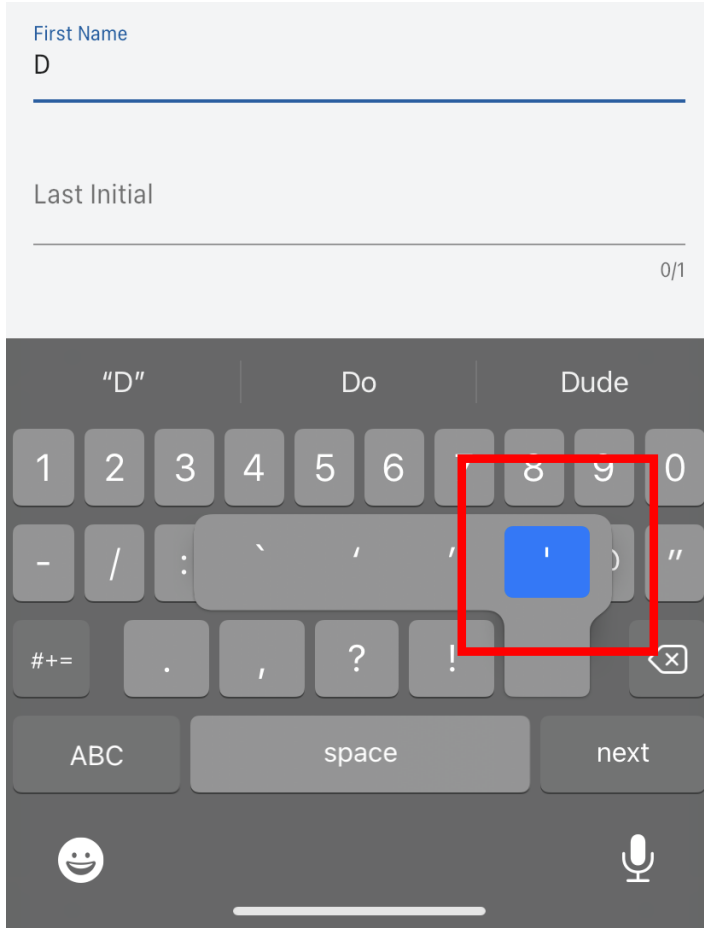 First Name
D
Last Initial
0/1
“D” Do Dude
1 2 3 4 5 6 7 8 9 0
- / : ` ‘ ’ ' "
#+= . , ? !
ABC space next